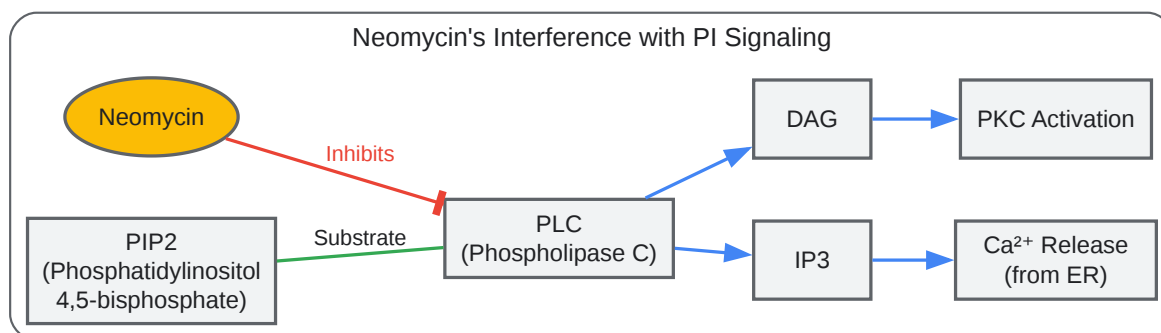 Neomycin's Interference with PI Signaling
Neomycin
Inhibits
DAG
PKC Activation
PIP2
(Phosphatidylinositol
4,5-bisphosphate)
Substrate
PLC
(Phospholipase C)
IP3
Ca²⁺ Release
(from ER)